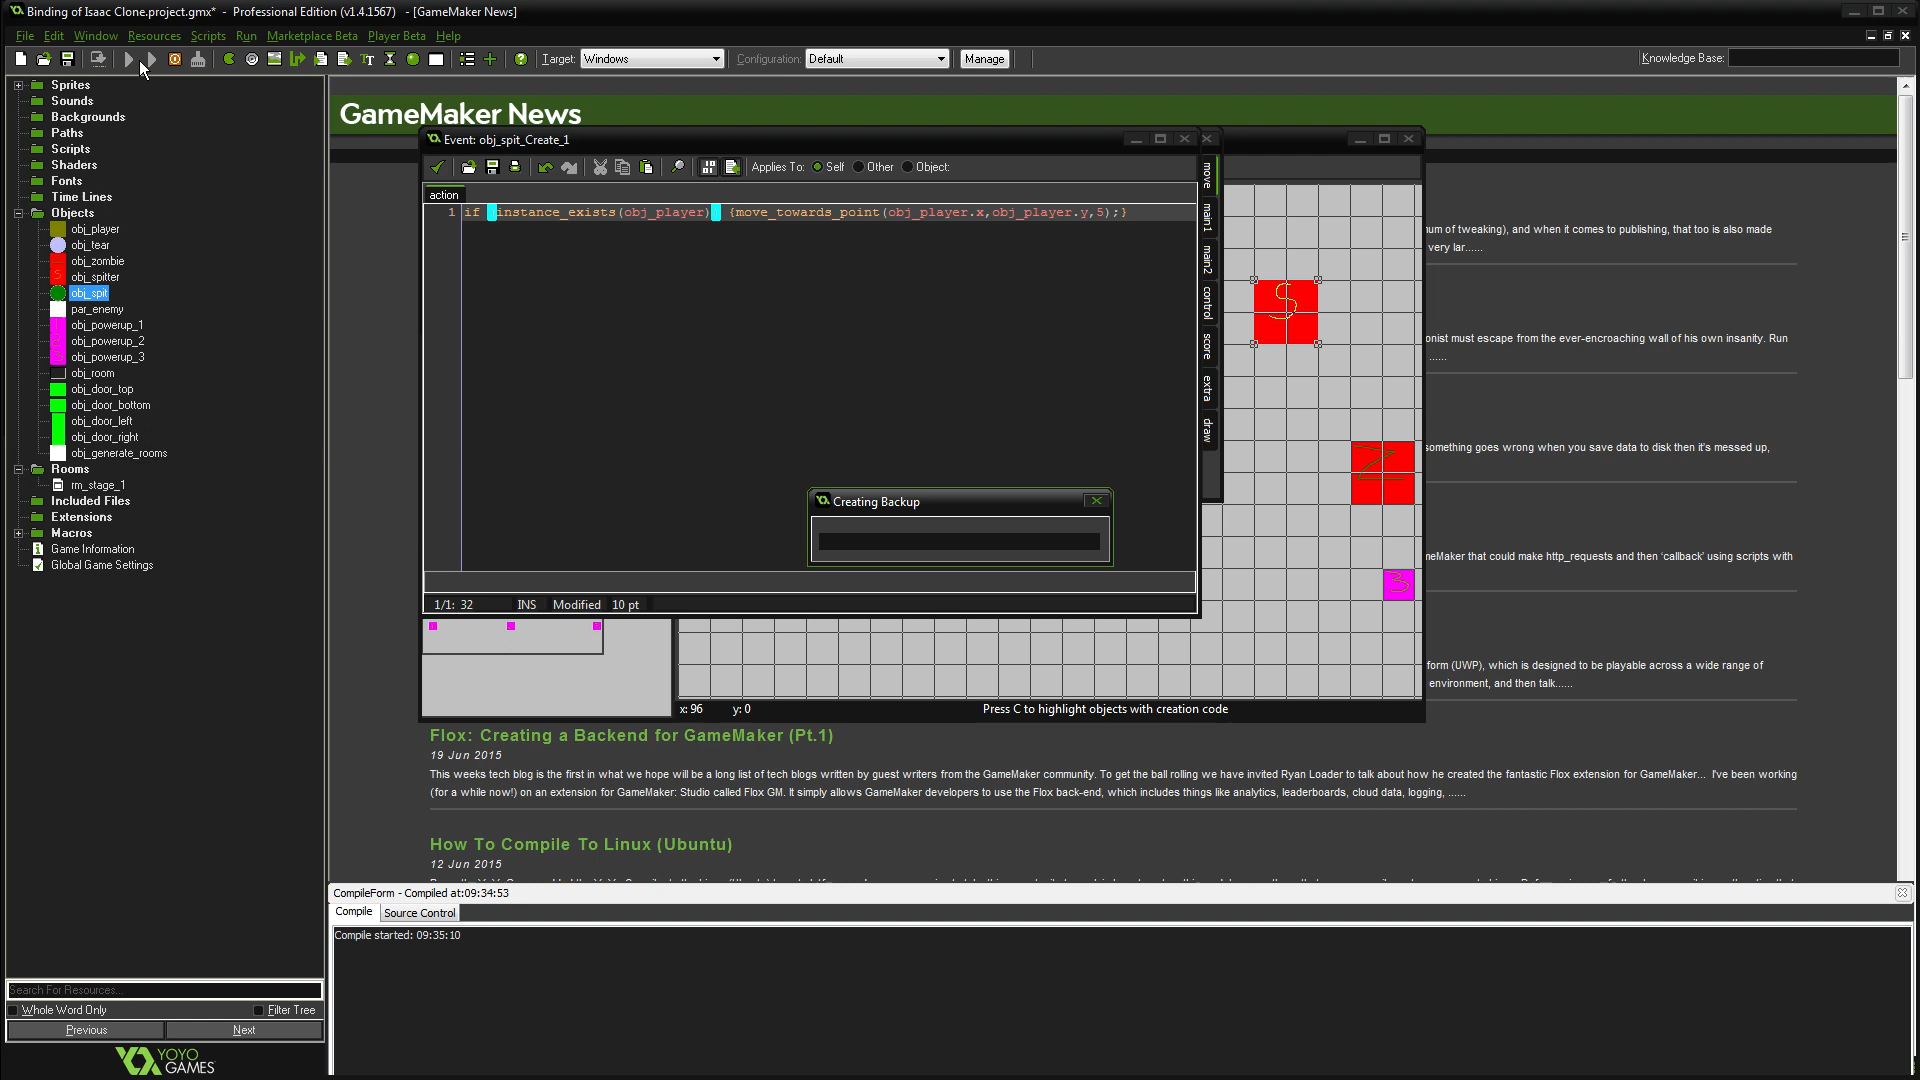 Binding of Isaac Clone.project.gmx* - Professional Edition (v1.4.1567) - [GameMaker News]
File Edit Window Resources Scripts Run Marketplace Beta Player Beta Help
Target: Windows Configuration: Default Manage Knowledge Base:
Sprites
Sounds
Backgrounds
Paths
Scripts
Shaders
Fonts
Time Lines
Objects
obj_player
obj_tear
obj_zombie
obj_spitter
obj_spit
par_enemy
obj_powerup_1
obj_powerup_2
obj_powerup_3
obj_room
obj_door_top
obj_door_bottom
obj_door_left
obj_door_right
obj_generate_rooms
Rooms
rm_stage_1
Included Files
Extensions
Macros
Game Information
Global Game Settings
Search For Resources...
Whole Word Only Filter Tree
Previous Next
YOYO
GAMES
GameMaker News
Event: obj_spit_Create_1
Applies To: Self Other Object:
action
1 if (instance_exists(obj_player)) {move_towards_point(obj_player.x,obj_player.y,5);}
Creating Backup
1/1: 32 INS Modified 10 pt
move
main1
main2
control
score
extra
draw
S
Z
3
num of tweaking), and when it comes to publishing, that too is also made
very lar......
onist must escape from the ever-encroaching wall of his own insanity. Run
......
something goes wrong when you save data to disk then it's messed up,
eMaker that could make http_requests and then 'callback' using scripts with
form (UWP), which is designed to be playable across a wide range of
environment, and then talk......
x: 96 y: 0 Press C to highlight objects with creation code
Flox: Creating a Backend for GameMaker (Pt.1)
19 Jun 2015
This weeks tech blog is the first in what we hope will be a long list of tech blogs written by guest writers from the GameMaker community. To get the ball rolling we have invited Ryan Loader to talk about how he created the fantastic Flox extension for GameMaker... I've been working
(for a while now!) on an extension for GameMaker: Studio called Flox GM. It simply allows GameMaker developers to use the Flox back-end, which includes things like analytics, leaderboards, cloud data, logging, ......
How To Compile To Linux (Ubuntu)
12 Jun 2015
CompileForm - Compiled at:09:34:53
Compile Source Control
Compile started: 09:35:10